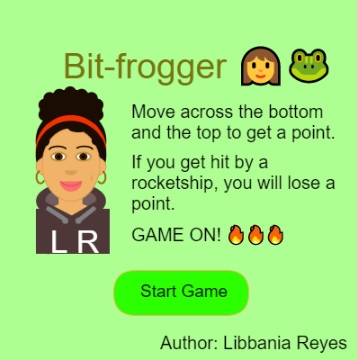 Bit-frogger 👩🐸
Move across the bottom
and the top to get a point.
If you get hit by a
rocketship, you will lose a
point.
GAME ON! 🔥🔥🔥
L R
Start Game
Author: Libbania Reyes